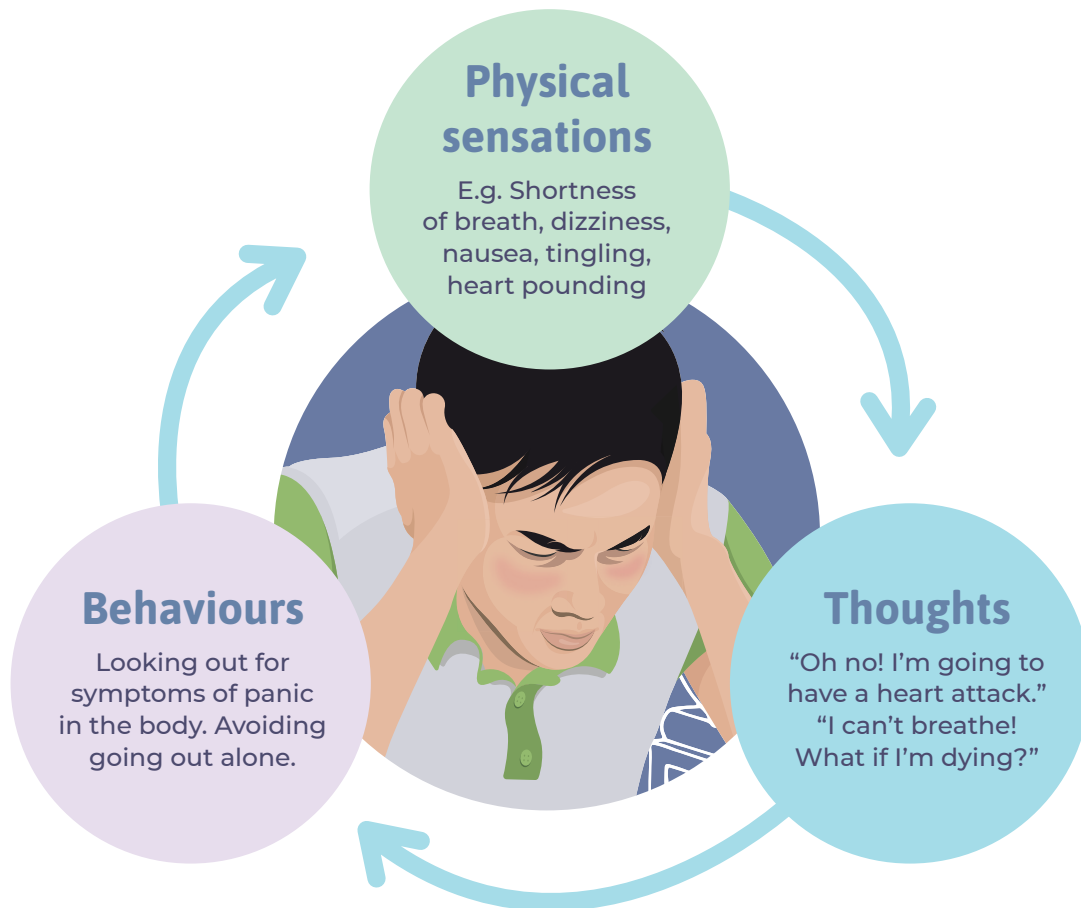 Physical
sensations
E.g. Shortness
of breath, dizziness,
nausea, tingling,
heart pounding
Thoughts
“Oh no! I’m going to
have a heart attack.”
“I can’t breathe!
What if I’m dying?”
Behaviours
Looking out for
symptoms of panic
in the body. Avoiding
going out alone.